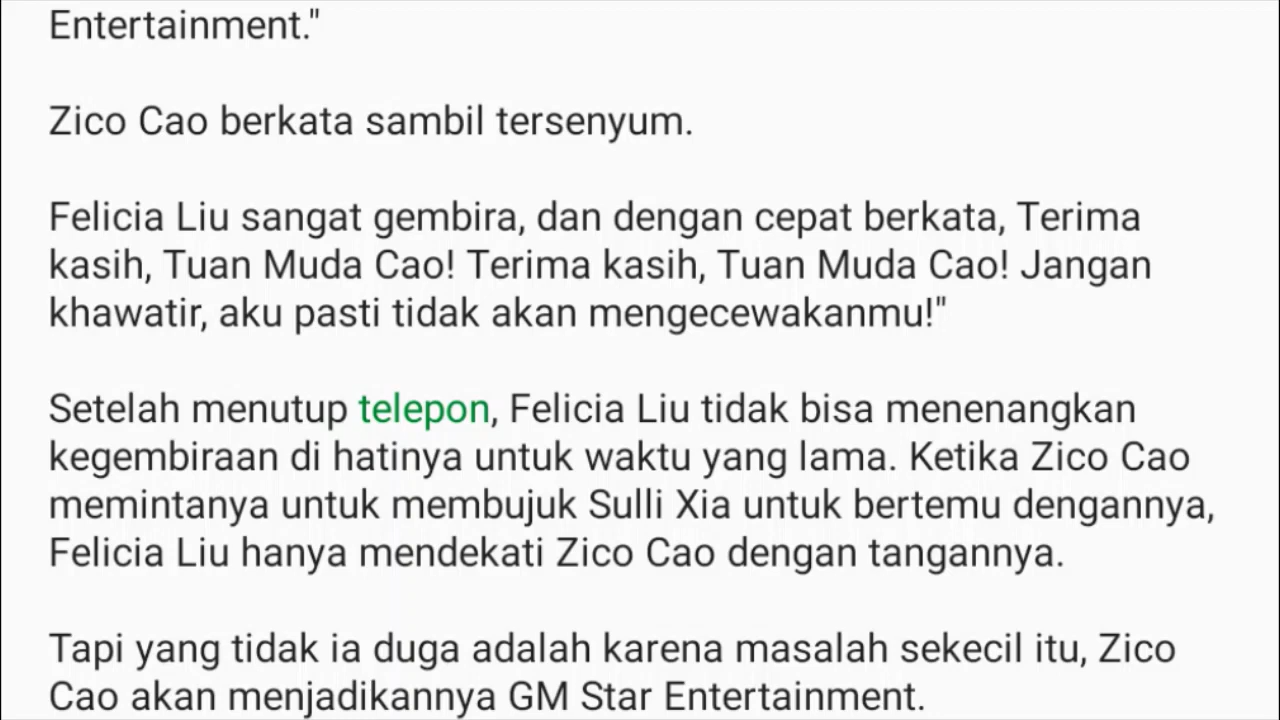 Entertainment."
Zico Cao berkata sambil tersenyum.
Felicia Liu sangat gembira, dan dengan cepat berkata, Terima
kasih, Tuan Muda Cao! Terima kasih, Tuan Muda Cao! Jangan
khawatir, aku pasti tidak akan mengecewakanmu!"
Setelah menutup telepon, Felicia Liu tidak bisa menenangkan
kegembiraan di hatinya untuk waktu yang lama. Ketika Zico Cao
memintanya untuk membujuk Sulli Xia untuk bertemu dengannya,
Felicia Liu hanya mendekati Zico Cao dengan tangannya.
Tapi yang tidak ia duga adalah karena masalah sekecil itu, Zico
Cao akan menjadikannya GM Star Entertainment.